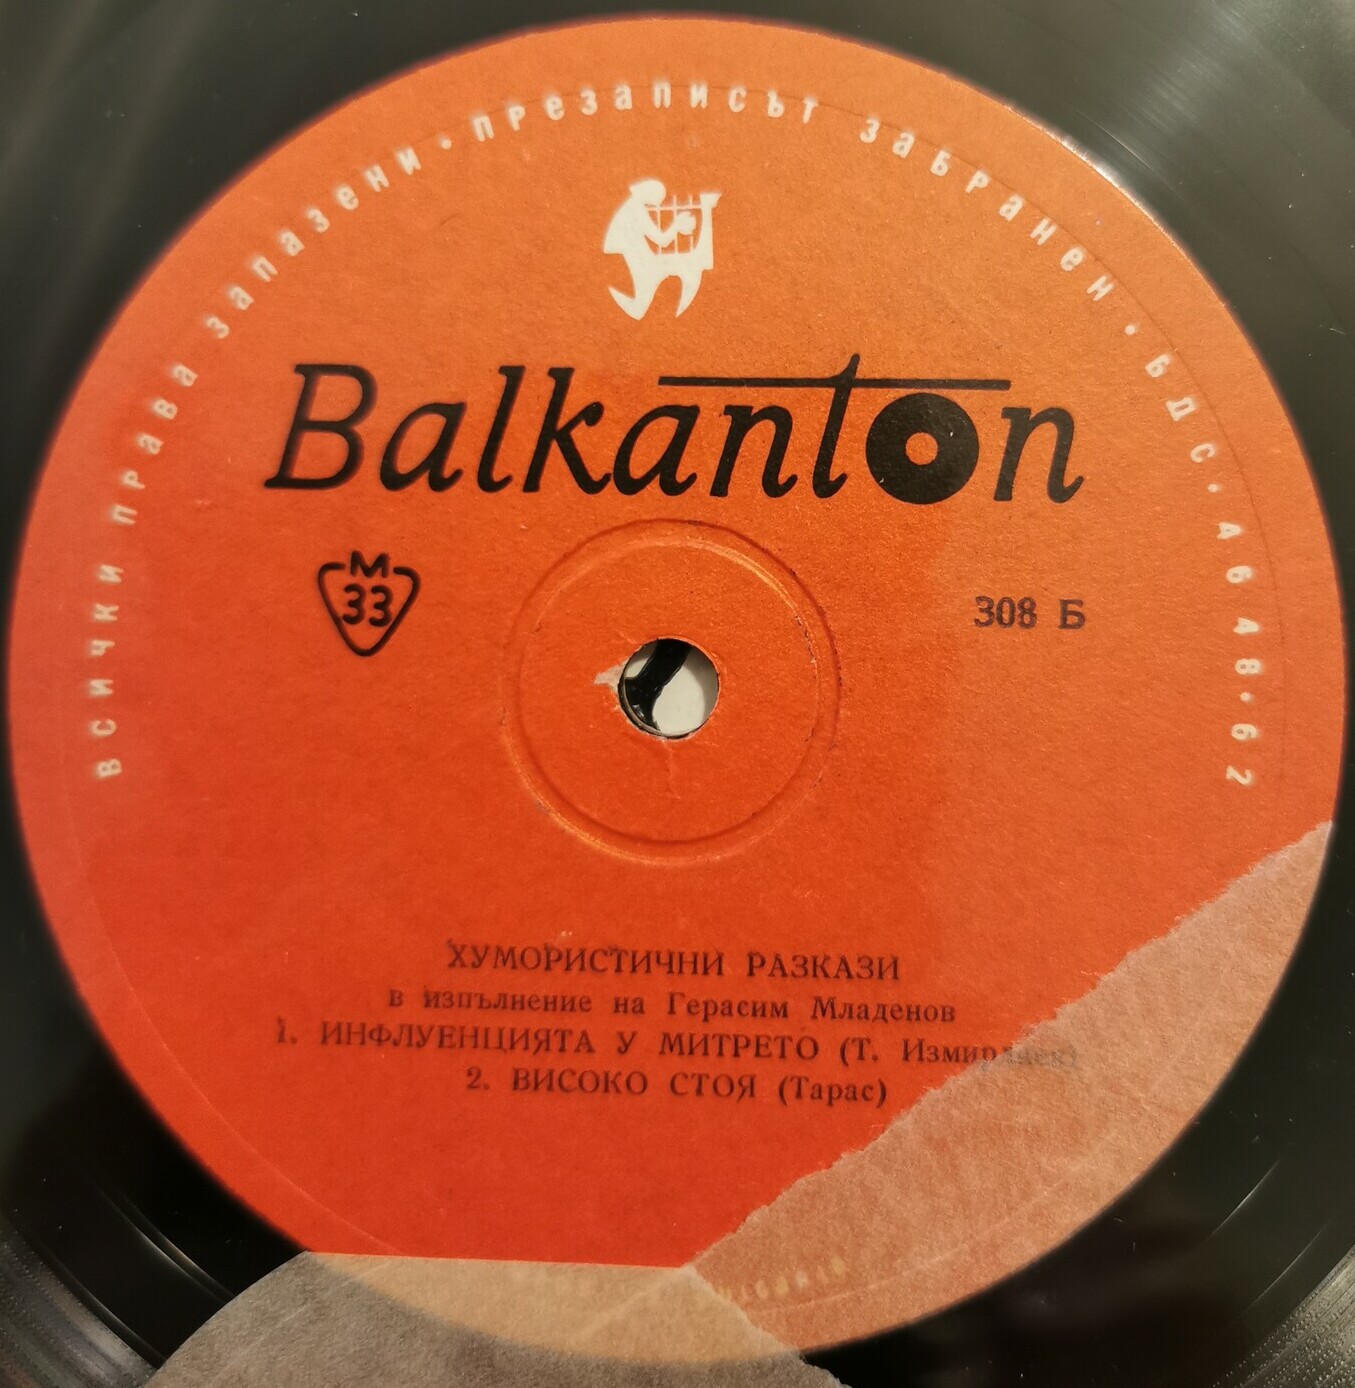 всички права запазени · презаписът забранен · БДС · 4648 · 62
Balkanton
М
33
308 Б
ХУМОРИСТИЧНИ РАЗКАЗИ
в изпълнение на Герасим Младенов
1. ИНФЛУЕНЦИЯТА У МИТРЕТО (Т. Измирлиев)
2. ВИСОКО СТОЯ (Тарас)